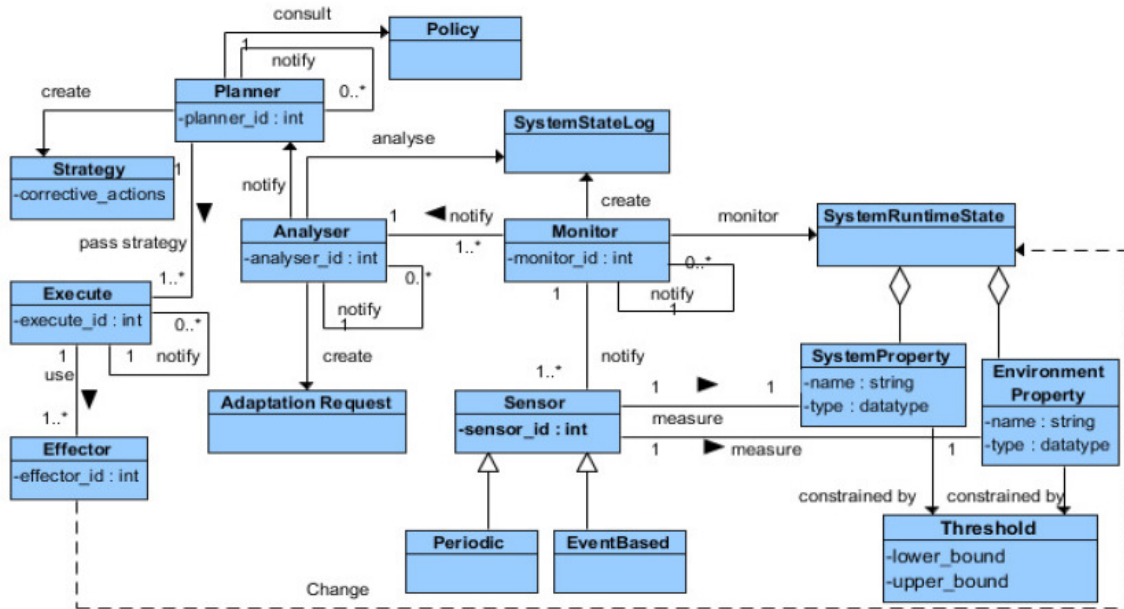 consult
Policy
1
notify
0..*
create
Planner
-planner_id : int
SystemStateLog
analyse
Strategy
-corrective_actions
1
notify
create
monitor
SystemRuntimeState
pass strategy
Analyser
-analyser_id : int
1
notify
1..*
Monitor
-monitor_id : int
0..*
notify
1
0..*
notify
1
1..*
Execute
-execute_id : int
0..*
1
notify
1
use
1..*
create
1
notify
1..*
SystemProperty
-name : string
-type : datatype
Environment
Property
-name : string
-type : datatype
Adaptation Request
Sensor
-sensor_id : int
1
1
measure
1
measure
1
Effector
-effector_id : int
constrained by
constrained by
Threshold
-lower_bound
-upper_bound
Periodic
EventBased
Change